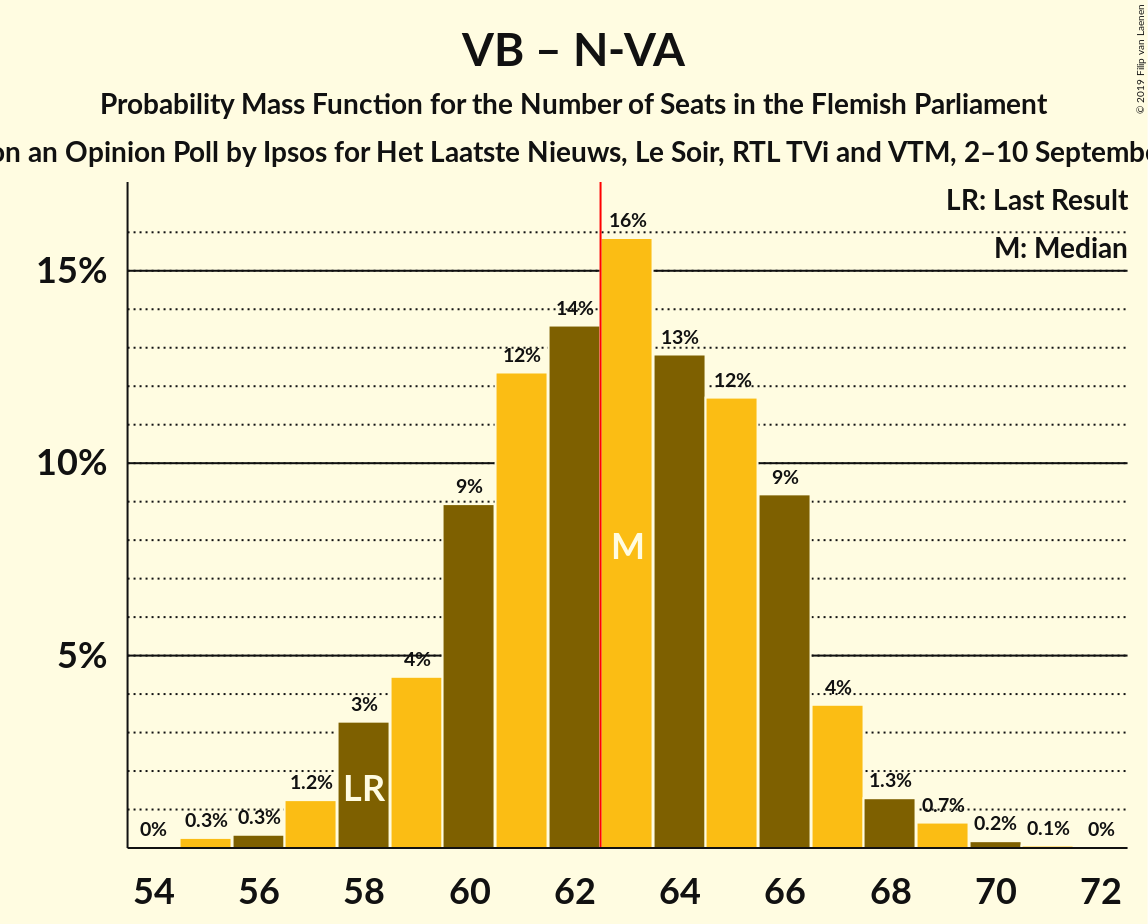 VB – N-VA
Probability Mass Function for the Number of Seats in the Flemish Parliament
on an Opinion Poll by Ipsos for Het Laatste Nieuws, Le Soir, RTL TVi and VTM, 2–10 Septembe
© 2019 Filip van Laenen
LR: Last Result
M: Median
15%
10%
5%
0%
0.3%
0.3%
1.2%
3%
4%
9%
12%
14%
16%
13%
12%
9%
4%
1.3%
0.7%
0.2%
0.1%
0%
LR
M
54 56 58 60 62 64 66 68 70 72